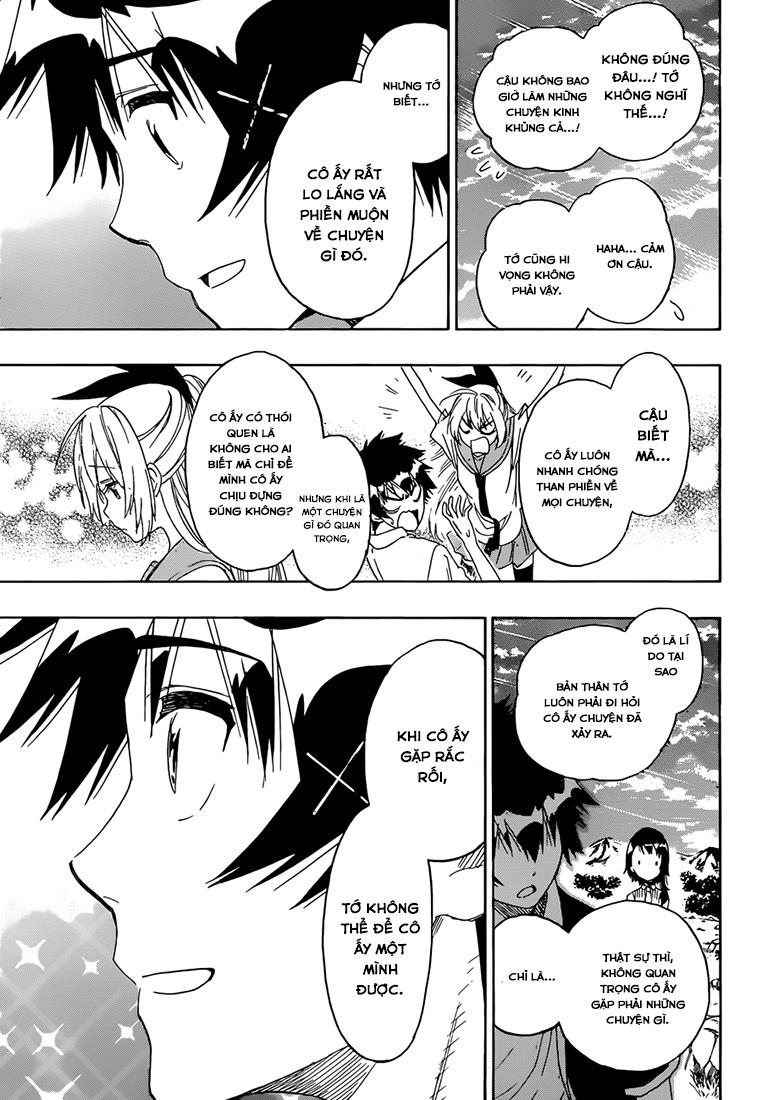 KHÔNG ĐÚNG
ĐÂU...! TỚ
KHÔNG NGHĨ
THẾ...!
CẬU KHÔNG BAO
GIỜ LÀM NHỮNG
CHUYỆN KINH
KHỦNG CẢ...!
HAHA... CẢM
ƠN CẬU.
TỚ CŨNG HI
VỌNG KHÔNG
PHẢI VẬY.
NHƯNG TỚ
BIẾT...
CÔ ẤY RẤT
LO LẮNG VÀ
PHIỀN MUỘN
VỀ CHUYỆN
GÌ ĐÓ.
CẬU
BIẾT
MÀ...
CÔ ẤY LUÔN
NHANH CHÓNG
THAN PHIỀN VỀ
MỌI CHUYỆN,
NHƯNG KHI LÀ
MỘT CHUYỆN
GÌ ĐÓ QUAN
TRỌNG,
CÔ ẤY CÓ THÓI
QUEN LÀ
KHÔNG CHO AI
BIẾT MÀ CHỈ ĐỂ
MÌNH CÔ ẤY
CHỊU ĐỰNG
ĐÚNG KHÔNG?
ĐÓ LÀ LÍ
DO TẠI
SAO
BẢN THÂN TỚ
LUÔN PHẢI ĐI HỎI
CÔ ẤY CHUYỆN ĐÃ
XẢY RA.
THẬT SỰ THÌ,
KHÔNG QUAN
TRỌNG CÔ ẤY
GẶP PHẢI NHỮNG
CHUYỆN GÌ.
CHỈ LÀ...
KHI CÔ ẤY
GẶP RẮC
RỐI,
TỚ KHÔNG
THỂ ĐỂ CÔ
ẤY MỘT
MÌNH
ĐƯỢC.